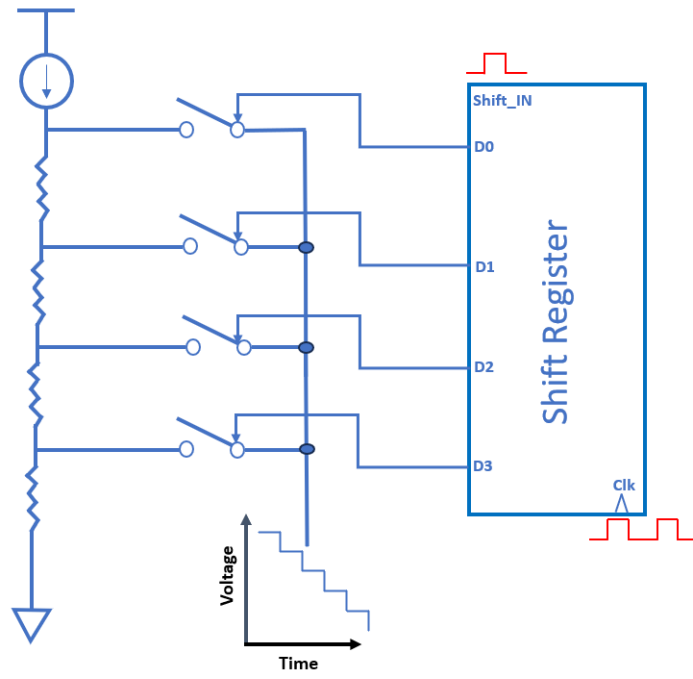 Shift_IN
D0
D1
D2
D3
Shift Register
Clk
Voltage
Time